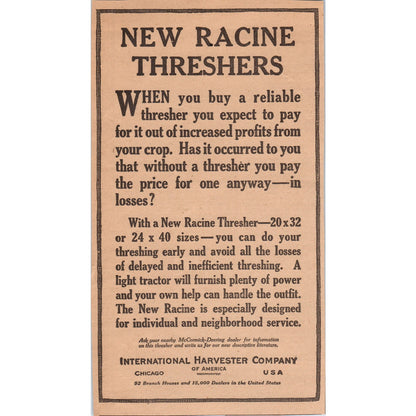 NEW RACINE
THRESHERS
WHEN you buy a reliable
thresher you expect to pay
for it out of increased profits from
your crop. Has it occurred to you
that without a thresher you pay
the price for one anyway—in
losses?
With a New Racine Thresher—20x32
or 24 x 40 sizes—you can do your
threshing early and avoid all the losses
of delayed and inefficient threshing. A
light tractor will furnish plenty of power
and your own help can handle the outfit.
The New Racine is especially designed
for individual and neighborhood service.
Ask your nearby McCormick-Deering dealer for information
on this thresher and write us for our new descriptive literature.
INTERNATIONAL HARVESTER COMPANY
OF AMERICA
CHICAGO INCORPORATED USA
92 Branch Houses and 15,000 Dealers in the United States